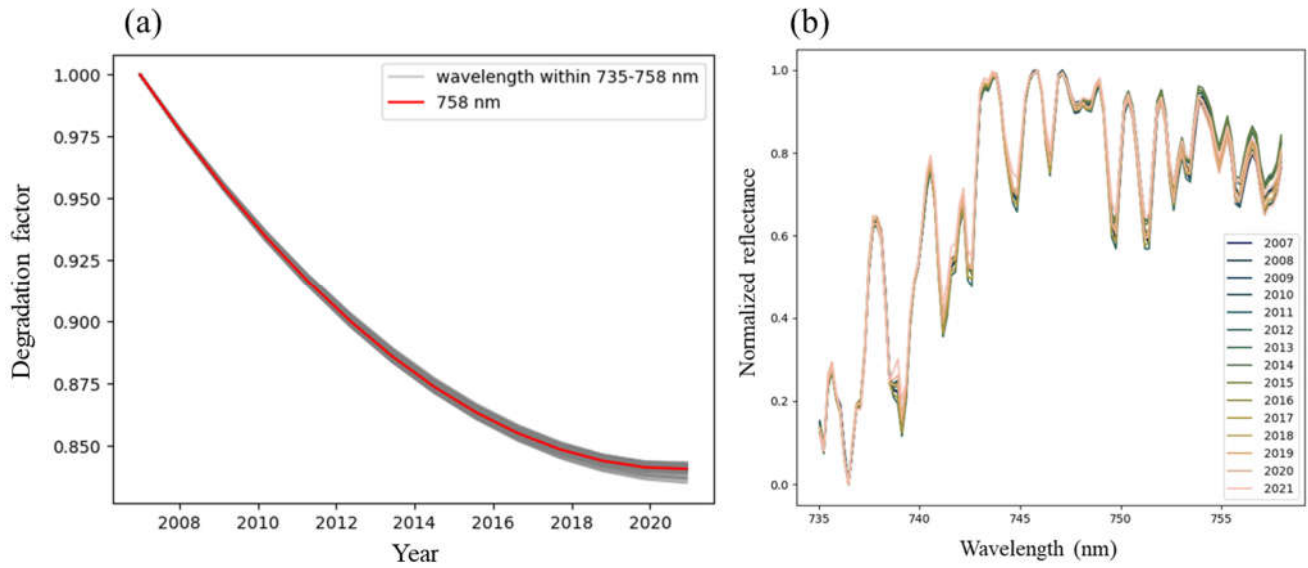 (a)
1.000
0.975
0.950
0.925
0.900
0.875
0.850
Degradation factor
wavelength within 735-758 nm
758 nm
2008 2010 2012 2014 2016 2018 2020
Year
(b)
1.0
0.8
0.6
0.4
0.2
0.0
Normalized reflectance
2007
2008
2009
2010
2011
2012
2013
2014
2015
2016
2017
2018
2019
2020
2021
735 740 745 750 755
Wavelength (nm)